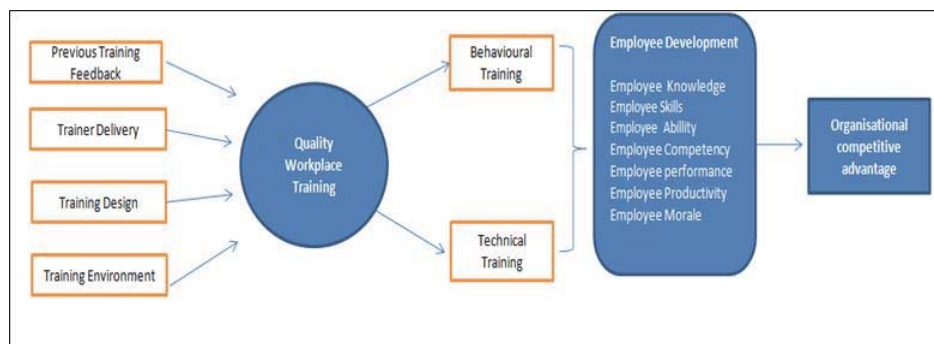 Previous Training
Feedback
Trainer Delivery
Training Design
Training Environment
Quality
Workplace
Training
Behavioural
Training
Technical
Training
Employee Development
Employee Knowledge
Employee Skills
Employee Abillity
Employee Competency
Employee performance
Employee Productivity
Employee Morale
Organisational
competitive
advantage